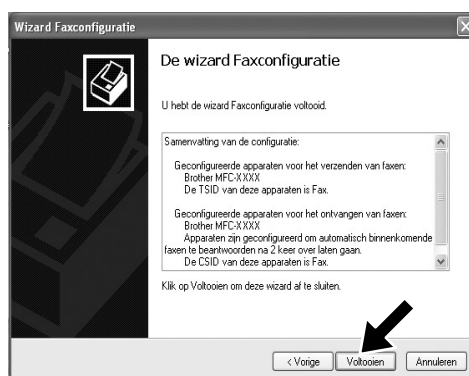 Wizard Faxconfiguratie
De wizard Faxconfiguratie
U hebt de wizard Faxconfiguratie voltooid.
Samenvatting van de configuratie:
Geconfigureerde apparaten voor het verzenden van faxen:
Brother MFC-XXXX
De TSID van deze apparaten is Fax.
Geconfigureerde apparaten voor het ontvangen van faxen:
Brother MFC-XXXX
Apparaten zijn geconfigureerd om automatisch binnenkomende
faxen te beantwoorden na 2 keer over laten gaan.
De CSID van deze apparaten is Fax.
Klik op Voltooien om deze wizard af te sluiten.
< Vorige
Voltooien
Annuleren